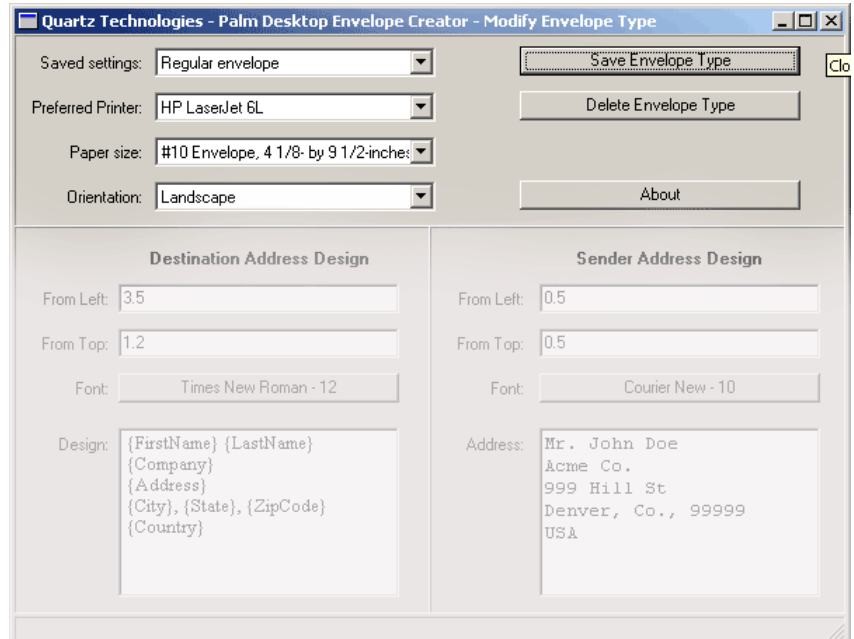 Quartz Technologies - Palm Desktop Envelope Creator - Modify Envelope Type
Saved settings: Regular envelope
Save Envelope Type
Clo
Preferred Printer: HP LaserJet 6L
Delete Envelope Type
Paper size: #10 Envelope, 4 1/8- by 9 1/2-inches
Orientation: Landscape
About
Destination Address Design
From Left: 3.5
From Top: 1.2
Font: Times New Roman - 12
Design: {FirstName} {LastName}
{Company}
{Address}
{City}, {State}, {ZipCode}
{Country}
Sender Address Design
From Left: 0.5
From Top: 0.5
Font: Courier New - 10
Address: Mr. John Doe
Acme Co.
999 Hill St
Denver, Co., 99999
USA